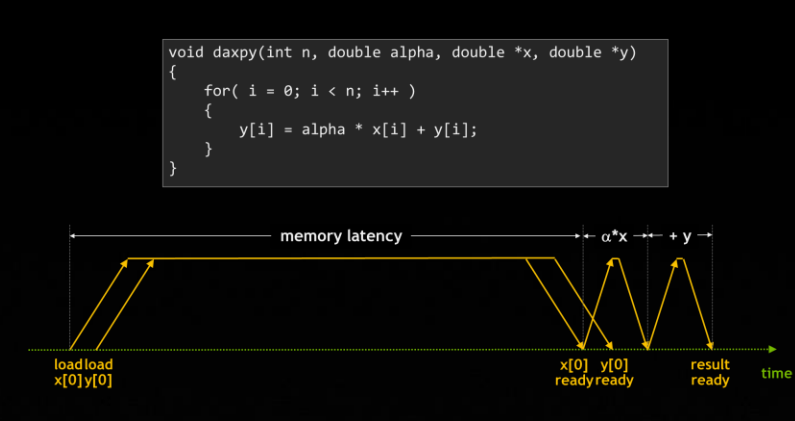 void daxpy(int n, double alpha, double *x, double *y)
{
    for( i = 0; i < n; i++ )
    {
        y[i] = alpha * x[i] + y[i];
    }
}
memory latency
α*x
+ y
load load
x[0] y[0]
x[0] y[0]
ready ready
result
ready
time